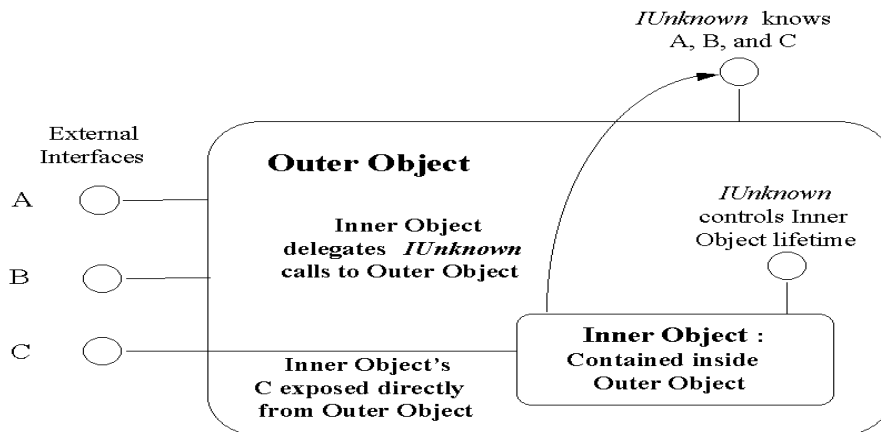 IUnknown knows
A, B, and C
External
Interfaces
Outer Object
A
IUnknown
controls Inner
Object lifetime
Inner Object
delegates IUnknown
calls to Outer Object
B
Inner Object :
Contained inside
Outer Object
C
Inner Object's
C exposed directly
from Outer Object